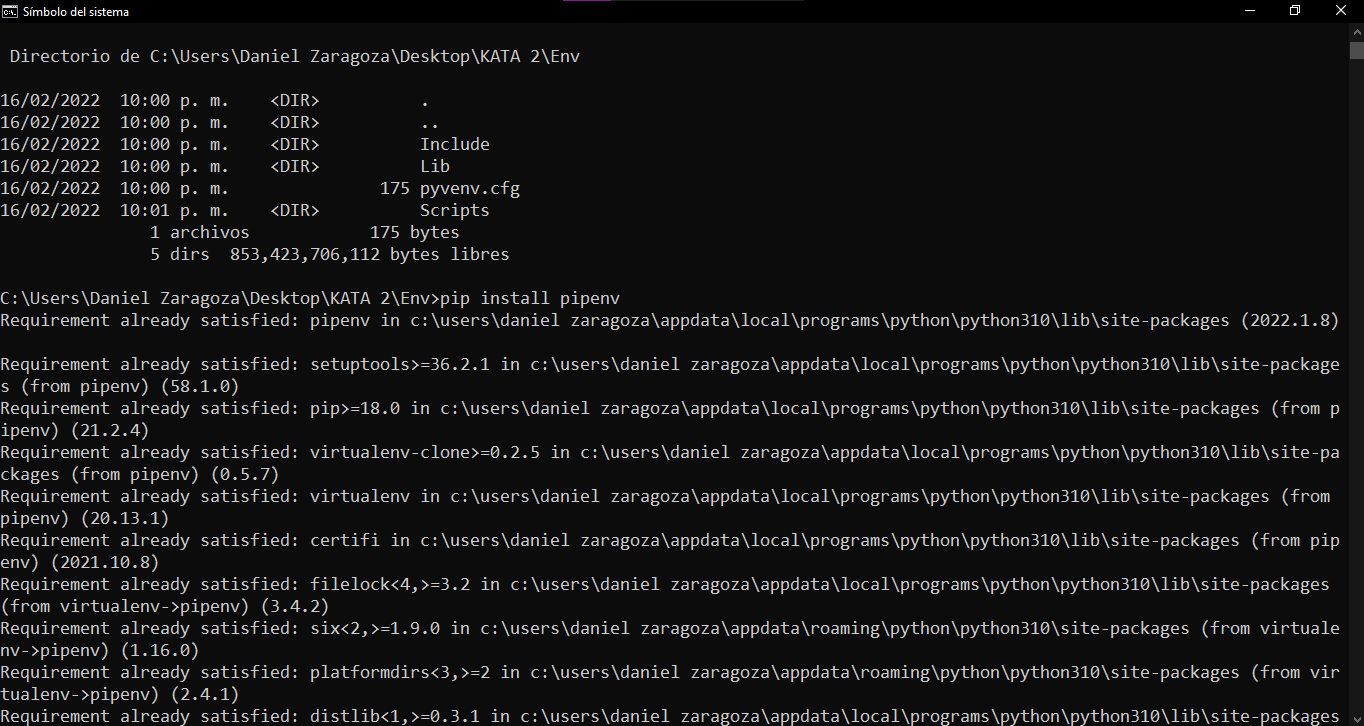 Símbolo del sistema
Directorio de C:\Users\Daniel Zaragoza\Desktop\KATA 2\Env
16/02/2022  10:00 p. m.    <DIR>          .
16/02/2022  10:00 p. m.    <DIR>          ..
16/02/2022  10:00 p. m.    <DIR>          Include
16/02/2022  10:00 p. m.    <DIR>          Lib
16/02/2022  10:00 p. m.               175 pyvenv.cfg
16/02/2022  10:01 p. m.    <DIR>          Scripts
               1 archivos            175 bytes
               5 dirs  853,423,706,112 bytes libres
C:\Users\Daniel Zaragoza\Desktop\KATA 2\Env>pip install pipenv
Requirement already satisfied: pipenv in c:\users\daniel zaragoza\appdata\local\programs\python\python310\lib\site-packages (2022.1.8)
Requirement already satisfied: setuptools>=36.2.1 in c:\users\daniel zaragoza\appdata\local\programs\python\python310\lib\site-package
s (from pipenv) (58.1.0)
Requirement already satisfied: pip>=18.0 in c:\users\daniel zaragoza\appdata\local\programs\python\python310\lib\site-packages (from p
ipenv) (21.2.4)
Requirement already satisfied: virtualenv-clone>=0.2.5 in c:\users\daniel zaragoza\appdata\local\programs\python\python310\lib\site-pa
ckages (from pipenv) (0.5.7)
Requirement already satisfied: virtualenv in c:\users\daniel zaragoza\appdata\local\programs\python\python310\lib\site-packages (from 
pipenv) (20.13.1)
Requirement already satisfied: certifi in c:\users\daniel zaragoza\appdata\local\programs\python\python310\lib\site-packages (from pip
env) (2021.10.8)
Requirement already satisfied: filelock<4,>=3.2 in c:\users\daniel zaragoza\appdata\local\programs\python\python310\lib\site-packages 
(from virtualenv->pipenv) (3.4.2)
Requirement already satisfied: six<2,>=1.9.0 in c:\users\daniel zaragoza\appdata\roaming\python\python310\site-packages (from virtuale
nv->pipenv) (1.16.0)
Requirement already satisfied: platformdirs<3,>=2 in c:\users\daniel zaragoza\appdata\roaming\python\python310\site-packages (from vir
tualenv->pipenv) (2.4.1)
Requirement already satisfied: distlib<1,>=0.3.1 in c:\users\daniel zaragoza\appdata\local\programs\python\python310\lib\site-packages